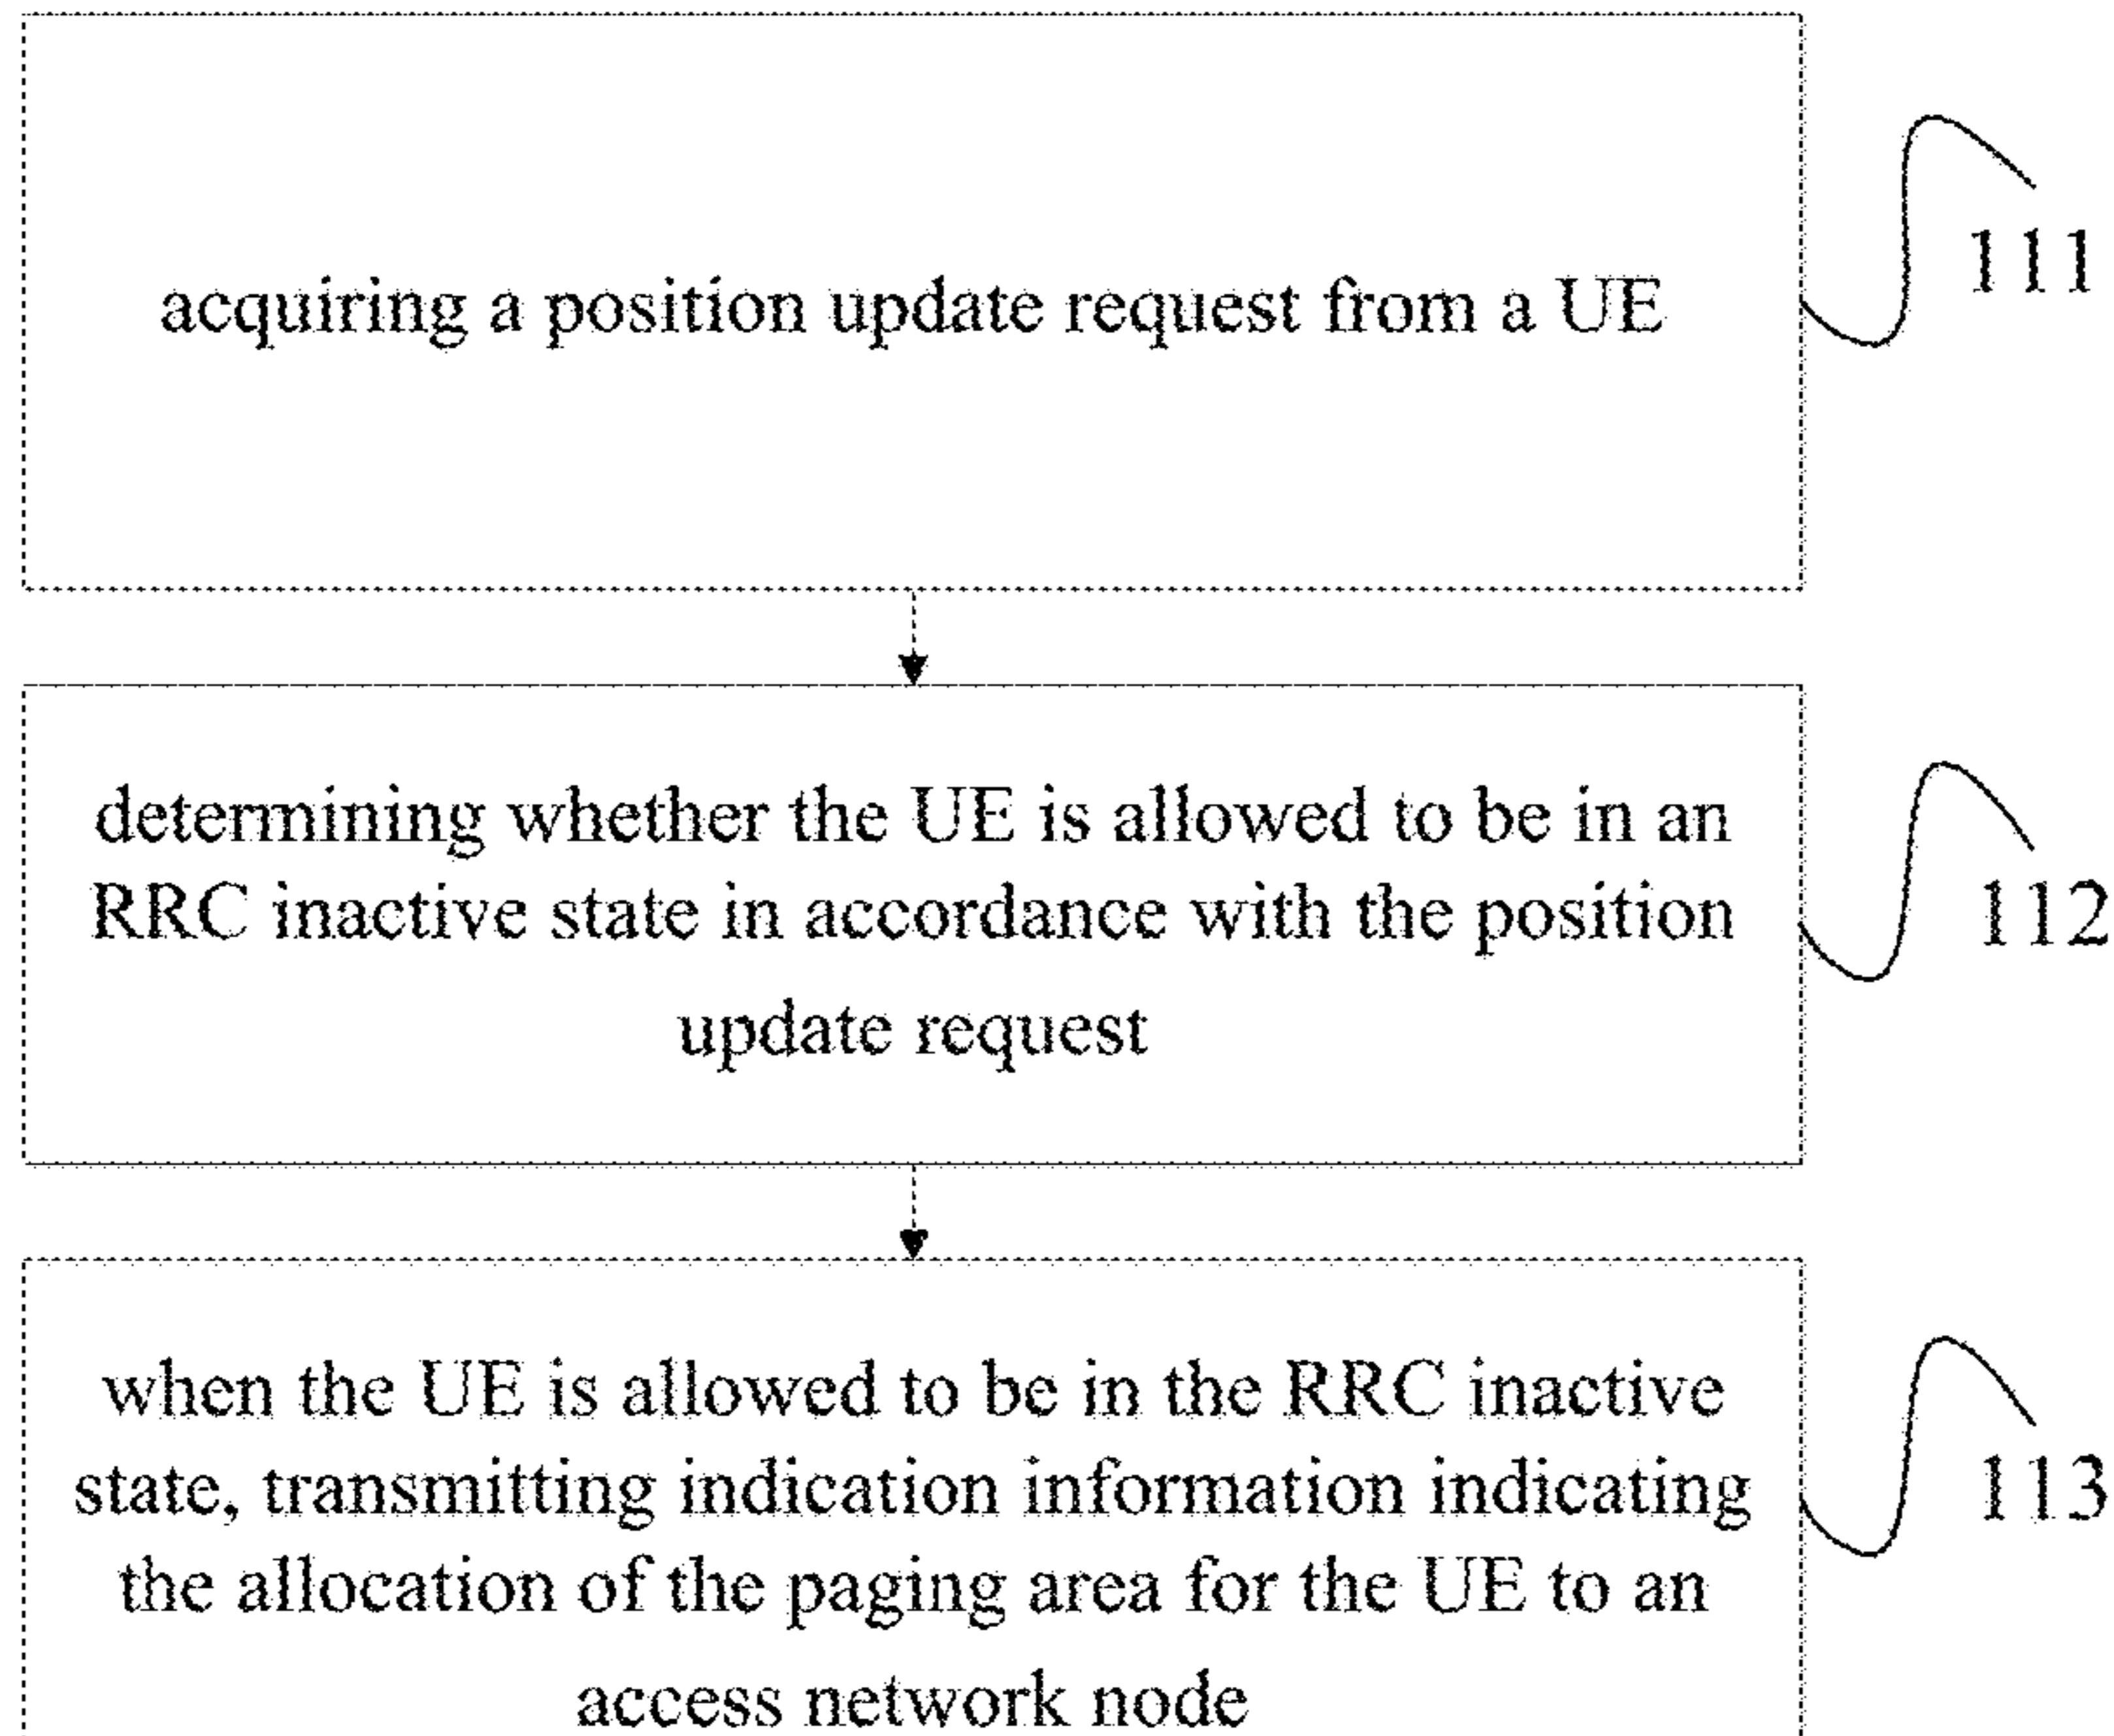 acquiring a position update request from a UE
111
determining whether the UE is allowed to be in an
RRC inactive state in accordance with the position
update request
112
when the UE is allowed to be in the RRC inactive
state, transmitting indication information indicating
the allocation of the paging area for the UE to an
access network node
113